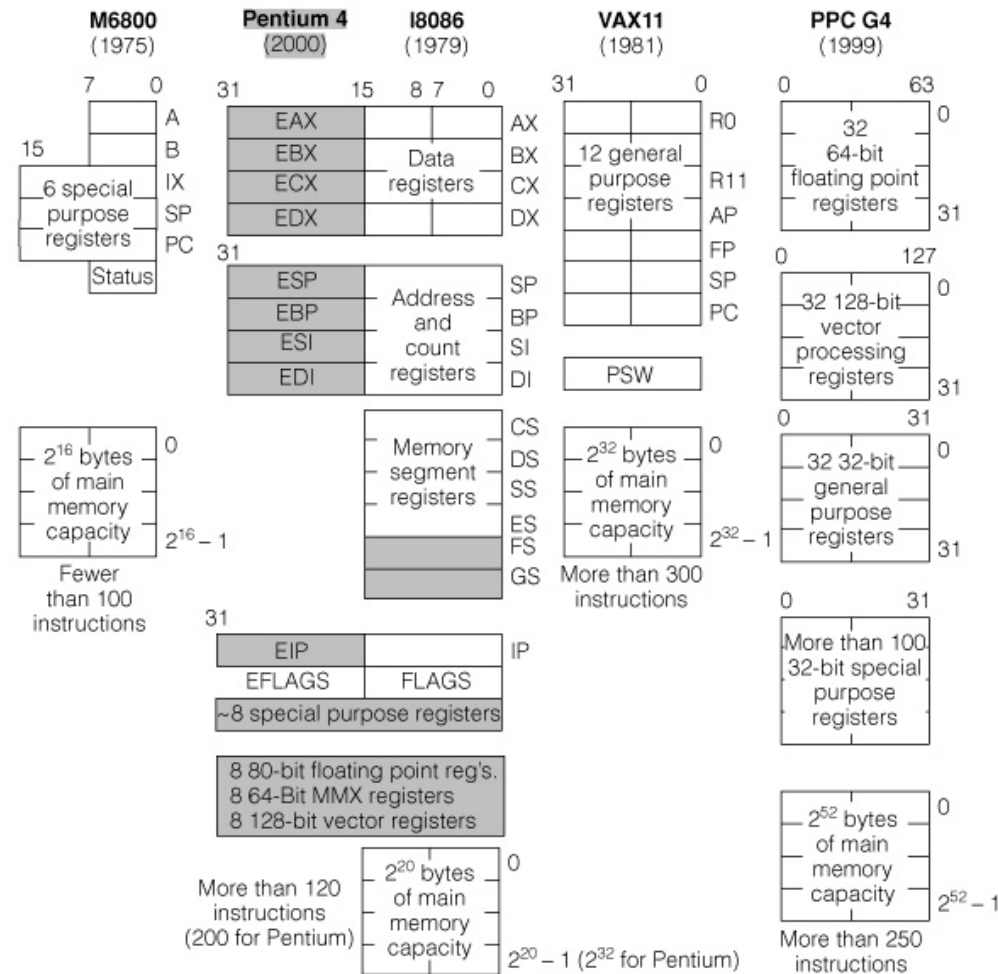 M6800
(1975)
7 0
A
B
15
IX
SP
PC
6 special
purpose
registers
Status
2^16 bytes
of main
memory
capacity
0
2^16 – 1
Fewer
than 100
instructions
Pentium 4
(2000)
I8086
(1979)
31 15 8 7 0
EAX
EBX
ECX
EDX
Data
registers
AX
BX
CX
DX
31
ESP
EBP
ESI
EDI
Address
and
count
registers
SP
BP
SI
DI
Memory
segment
registers
CS
DS
SS
ES
FS
GS
31
EIP
IP
EFLAGS FLAGS
~8 special purpose registers
8 80-bit floating point reg's.
8 64-Bit MMX registers
8 128-bit vector registers
More than 120
instructions
(200 for Pentium)
2^20 bytes
of main
memory
capacity
0
2^20 – 1 (2^32 for Pentium)
VAX11
(1981)
31 0
12 general
purpose
registers
R0
R11
AP
FP
SP
PC
PSW
2^32 bytes
of main
memory
capacity
0
2^32 – 1
More than 300
instructions
PPC G4
(1999)
0 63
32
64-bit
floating point
registers
0
31
0 127
32 128-bit
vector
processing
registers
0
31
0 31
32 32-bit
general
purpose
registers
0
31
0 31
More than 100
32-bit special
purpose
registers
2^52 bytes
of main
memory
capacity
0
2^52 – 1
More than 250
instructions